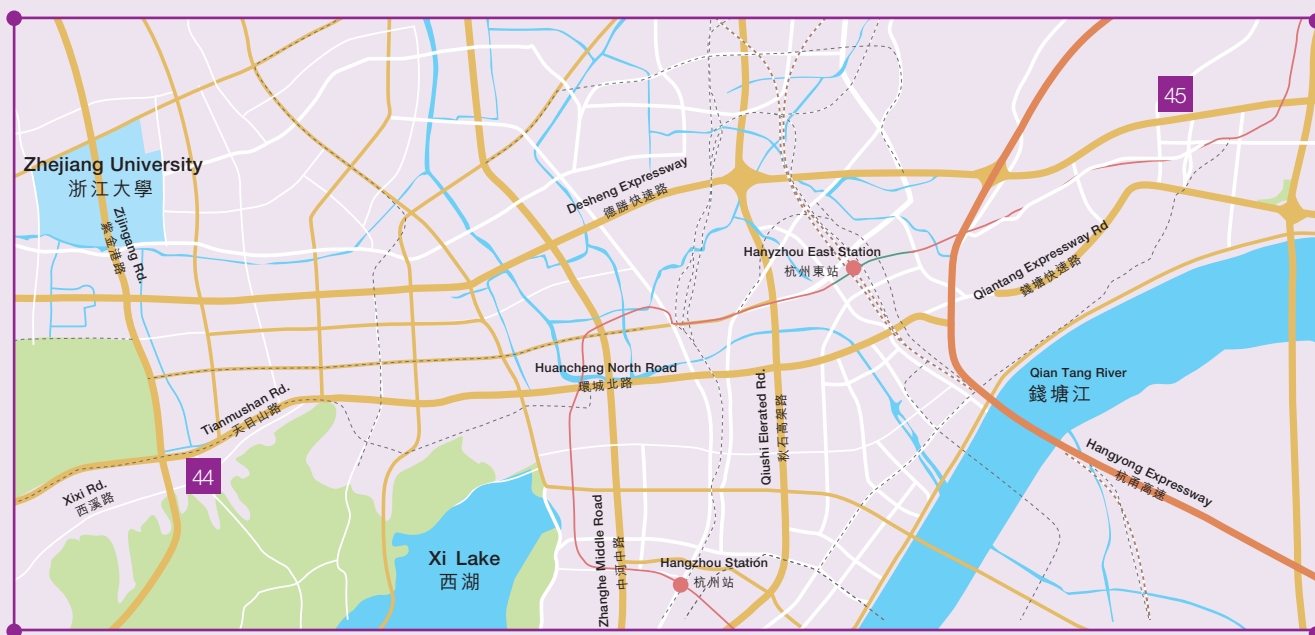 45
Zhejiang University
浙江大學
Zijingang Rd.
紫金港路
Desheng Expressway
德勝快速路
Hanyzhou East Station
杭州東站
Qiantang Expressway Rd
錢塘快速路
Huancheng North Road
環城北路
Qian Tang River
錢塘江
Tianmushan Rd.
天目山路
Qiushi Elerated Rd.
秋石高架路
44
Xixi Rd.
西溪路
Hangyong Expressway
杭甬高速
Xi Lake
西湖
Zhanghe Middle Road
中河中路
Hangzhou Station
杭州站